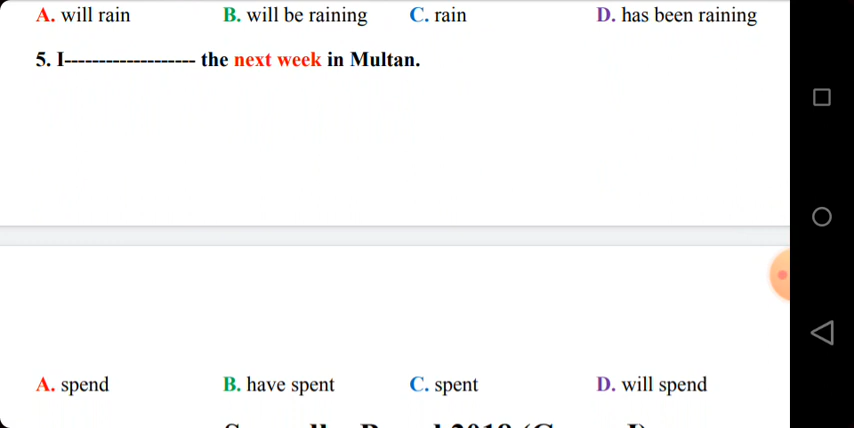 A. will rain B. will be raining C. rain D. has been raining
5. I------------------- the next week in Multan.
A. spend B. have spent C. spent D. will spend